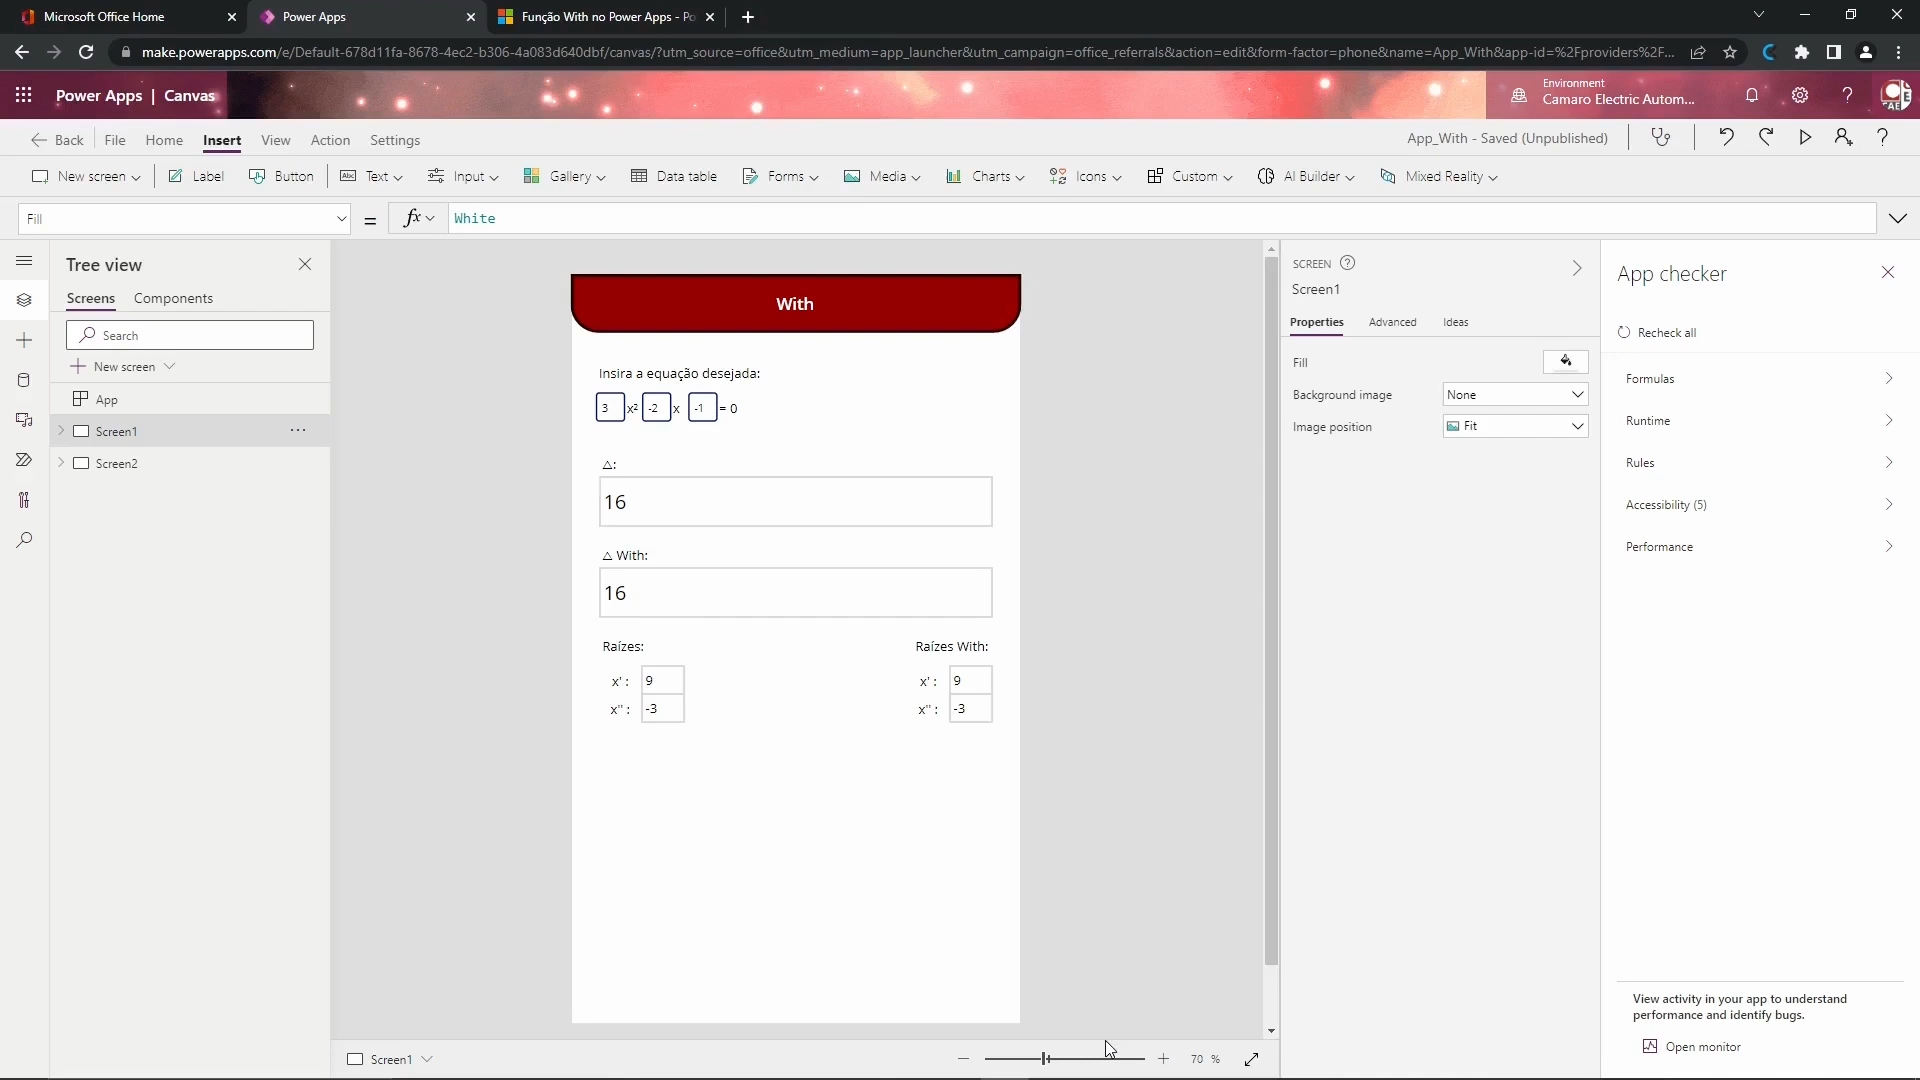 Microsoft Office Home
Power Apps
Função With no Power Apps - Po
make.powerapps.com/e/Default-678d11fa-8678-4ec2-b306-4a083d640dbf/canvas/?utm_source=office&utm_medium=app_launcher&utm_campaign=office_referrals&action=edit&form-factor=phone&name=App_With&app-id=%2Fproviders%2F...
Power Apps | Canvas
Environment
Camaro Electric Autom...
Back File Home Insert View Action Settings
App_With - Saved (Unpublished)
New screen Label Button Text Input Gallery Data table Forms Media Charts Icons Custom AI Builder Mixed Reality
Fill = fx White
Tree view
Screens Components
Search
New screen
App
Screen1
Screen2
With
Insira a equação desejada:
3 x² -2 x -1 = 0
△:
16
△ With:
16
Raízes: Raízes With:
x' : 9 x' : 9
x" : -3 x" : -3
SCREEN
Screen1
Properties Advanced Ideas
Fill
Background image None
Image position Fit
App checker
Recheck all
Formulas
Runtime
Rules
Accessibility (5)
Performance
View activity in your app to understand
performance and identify bugs.
Open monitor
Screen1
70 %